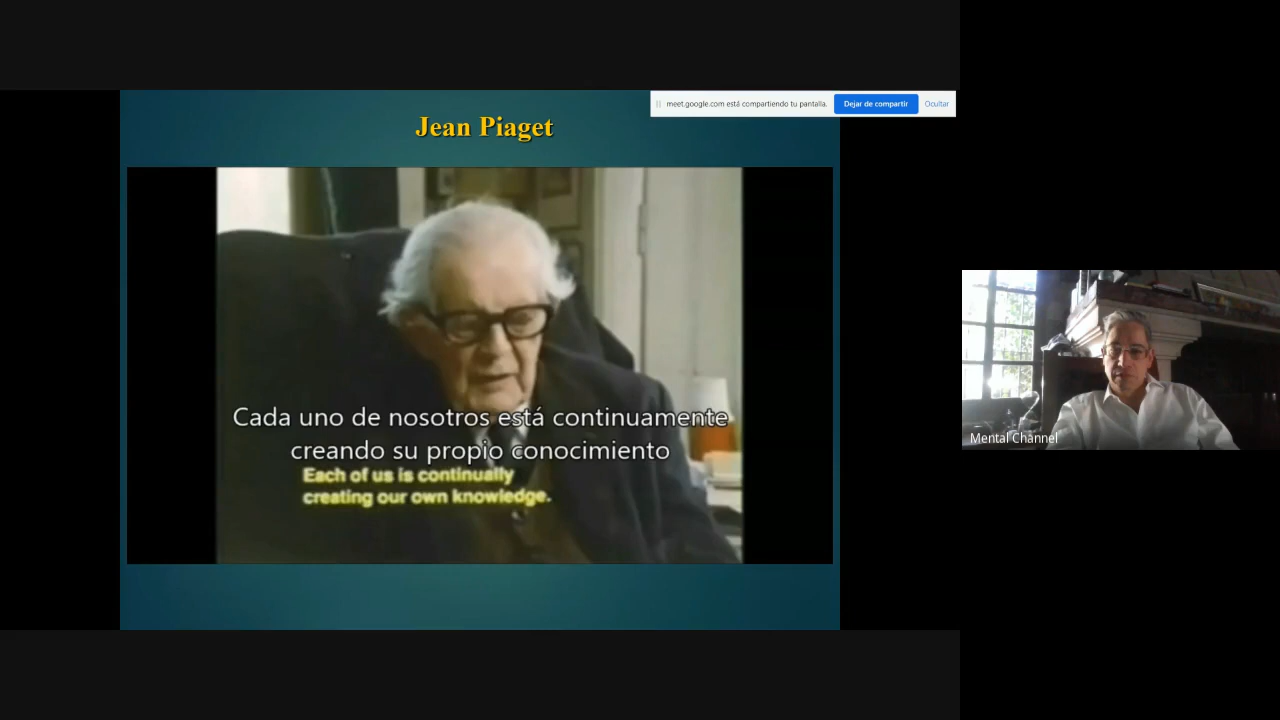 meet.google.com está compartiendo tu pantalla.
Dejar de compartir
Ocultar
Jean Piaget
Cada uno de nosotros está continuamente
creando su propio conocimiento
Each of us is continually
creating our own knowledge.
Mental Channel